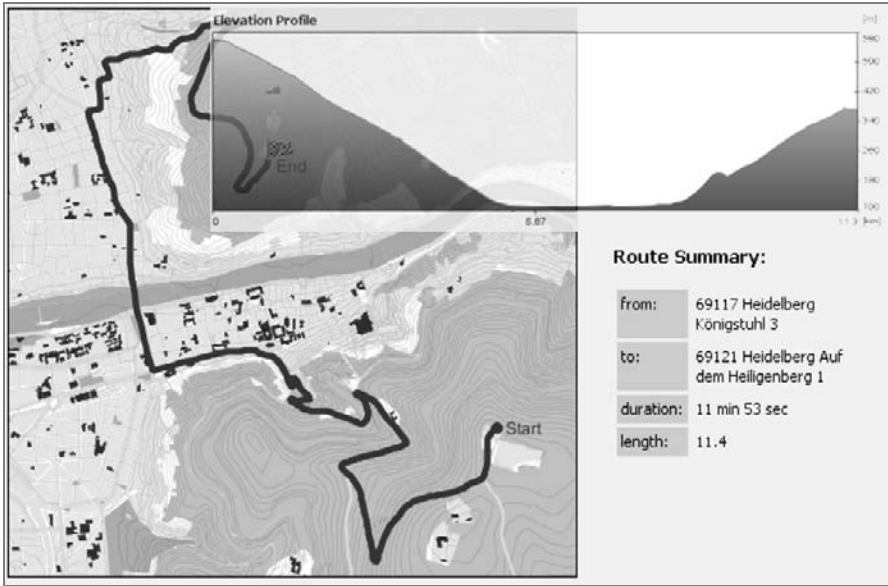 Elevation Profile
[m]
580
500
420
340
260
180
100
0
5.67
[km]
End
Start
Route Summary:
from: 69117 Heidelberg
Königstuhl 3
to: 69121 Heidelberg Auf
dem Heiligenberg 1
duration: 11 min 53 sec
length: 11.4